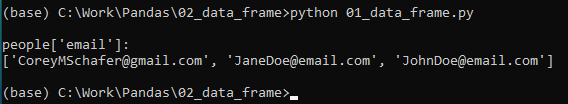 (base) C:\Work\Pandas\02_data_frame>python 01_data_frame.py
people['email']:
['CoreyMSchafer@gmail.com', 'JaneDoe@email.com', 'JohnDoe@email.com']
(base) C:\Work\Pandas\02_data_frame>